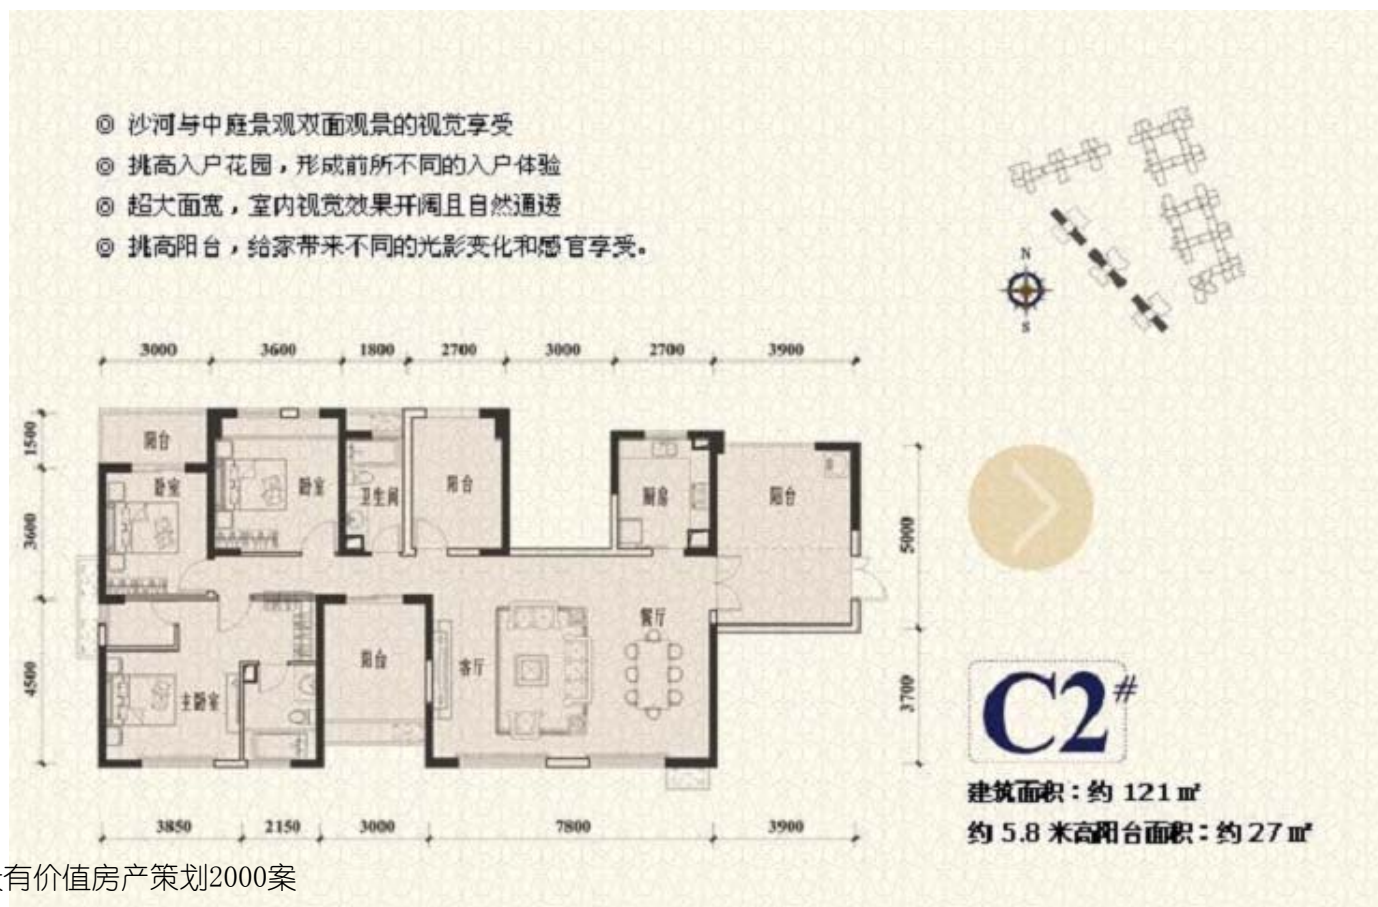 ◎ 沙河与中庭景观双面观景的视觉享受
◎ 挑高入户花园，形成前所不同的入户体验
◎ 超大面宽，室内视觉效果开阔且自然通透
◎ 挑高阳台，给家带来不同的光影变化和感官享受。
N
S
3000 3600 1800 2700 3000 2700 3900
1500
3600
4500
阳台
卧室
卧室
卫生间
阳台
厨房
阳台
餐厅
客厅
阳台
主卧室
5000
3700
3850 2150 3000 7800 3900
C2#
建筑面积：约 121 ㎡
约 5.8 米高阳台面积：约 27 ㎡
有价值房产策划2000案